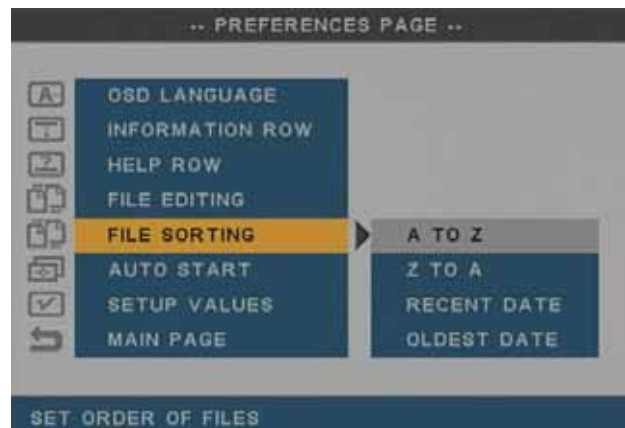 -- PREFERENCES PAGE --
OSD LANGUAGE
INFORMATION ROW
HELP ROW
FILE EDITING
FILE SORTING
A TO Z
AUTO START
Z TO A
SETUP VALUES
RECENT DATE
MAIN PAGE
OLDEST DATE
SET ORDER OF FILES